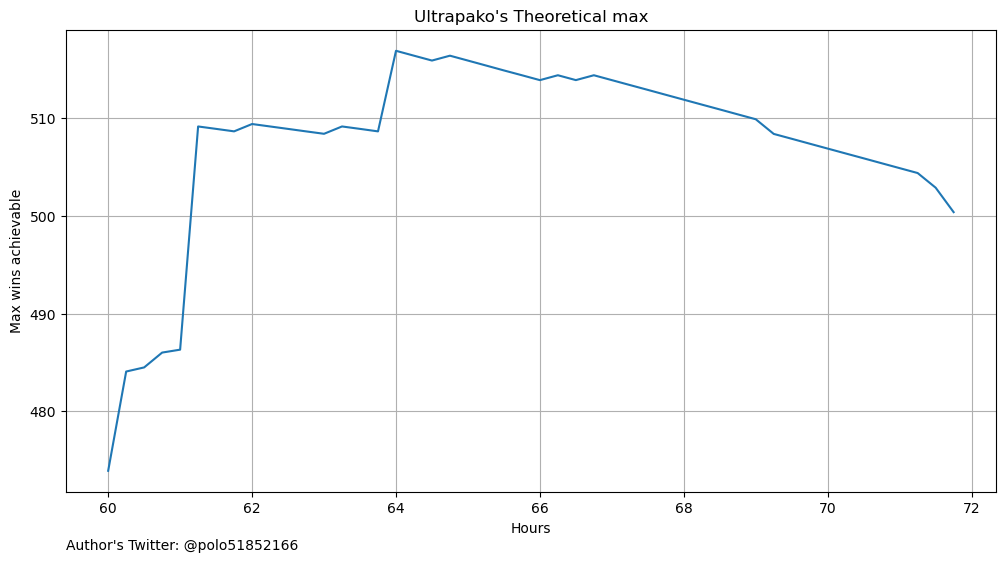 Ultrapako's Theoretical max
Max wins achievable
510
500
490
480
60 62 64 66 68 70 72
Hours
Author's Twitter: @polo51852166